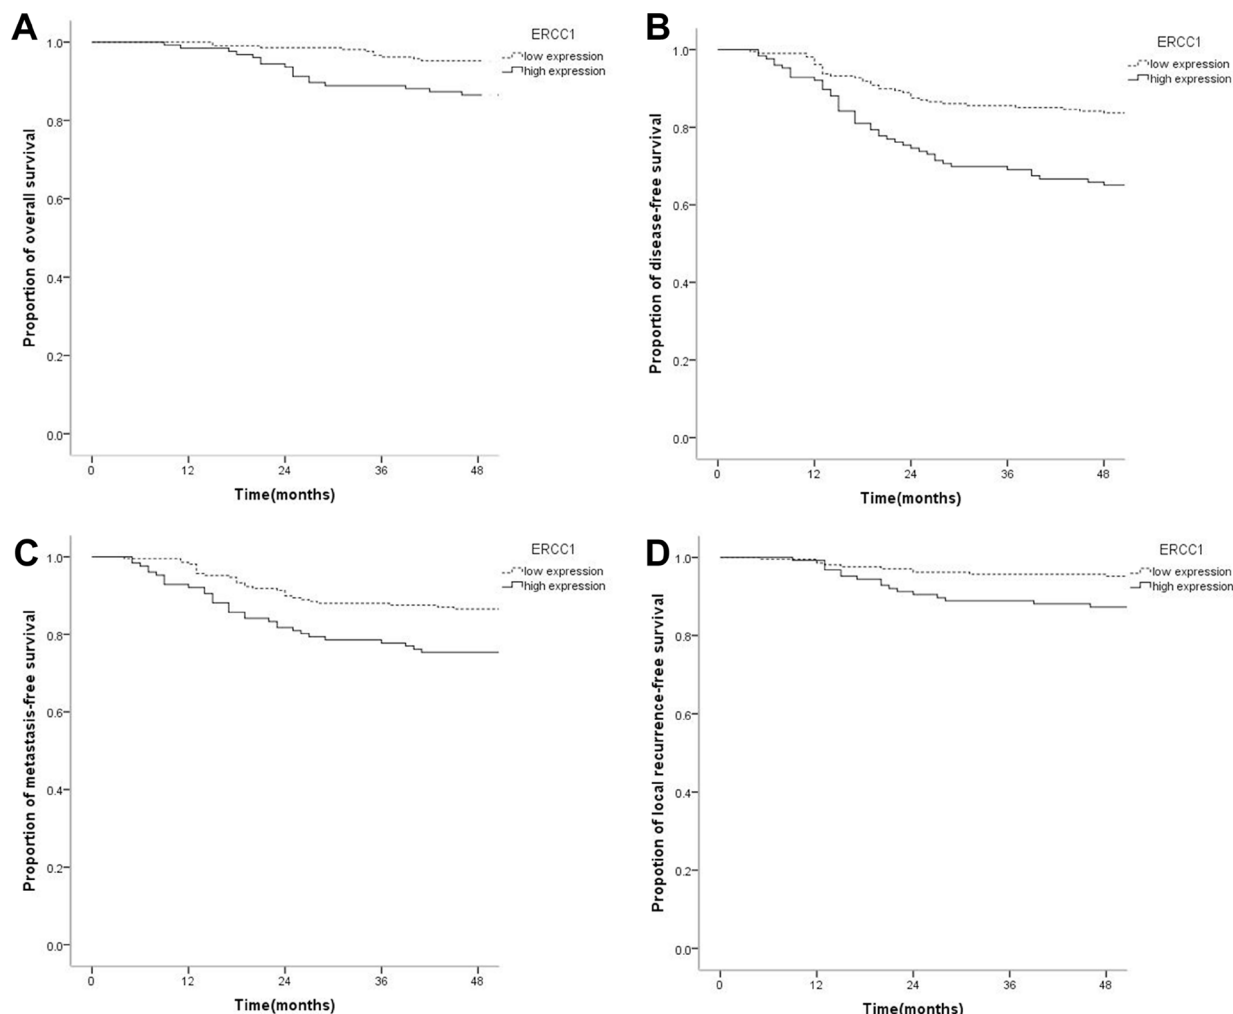 A
ERCC1
low expression
high expression
1.0
0.8
0.6
0.4
0.2
0.0
Proportion of overall survival
0 12 24 36 48
Time(months)
B
ERCC1
low expression
high expression
1.0
0.8
0.6
0.4
0.2
0.0
Proportion of disease-free survival
0 12 24 36 48
Time(months)
C
ERCC1
low expression
high expression
1.0
0.8
0.6
0.4
0.2
0.0
Proportion of metastasis-free survival
0 12 24 36 48
Time(months)
D
ERCC1
low expression
high expression
1.0
0.8
0.6
0.4
0.2
0.0
Propotion of local recurrence-free survival
0 12 24 36 48
Time(months)